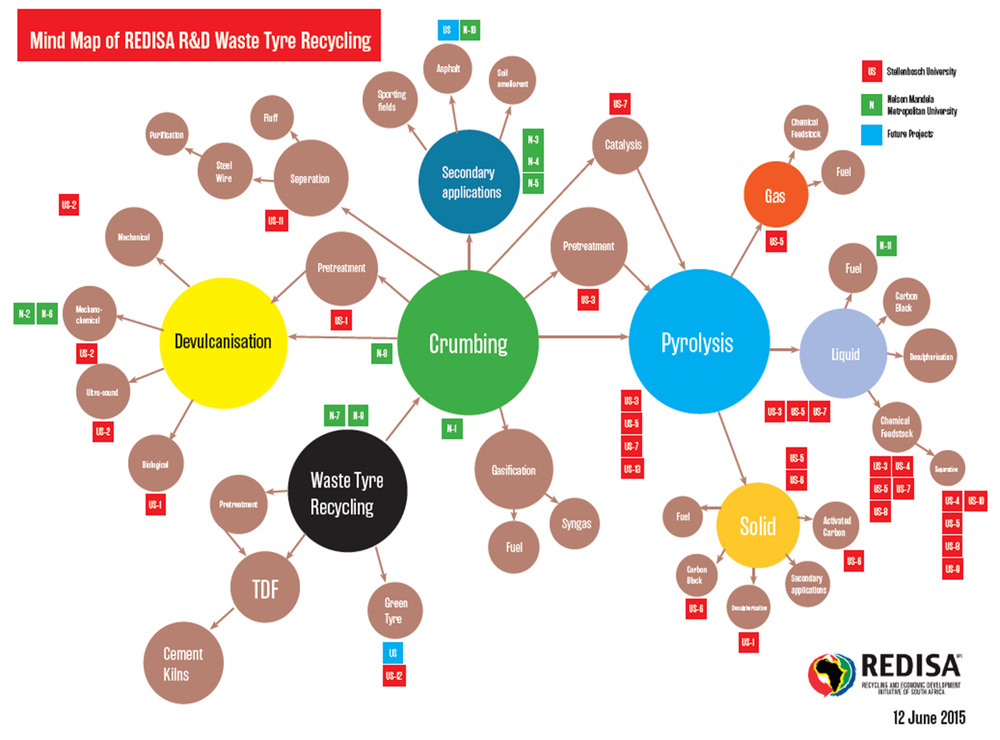 Mind Map of REDISA R&D Waste Tyre Recycling
US
N-10
Asphalt
Soil
ameliorent
Sporting
fields
US
Stellenbosch University
N
Nelson Mandela
Metropolitan University
Future Projects
Fluff
Purification
Steel
Wire
Seperation
US-11
Secondary
applications
N-3
N-4
N-5
US-7
Catalysis
Chemical
Feedstock
Fuel
Gas
US-5
US-2
Mechanical
Pretreatment
US-1
Pretreatment
US-3
N-11
Fuel
Carbon
Black
N-2
N-6
Mechano-
chemical
US-2
Devulcanisation
N-8
Crumbing
Pyrolysis
Liquid
Desulphurisation
Ultra-sound
US-2
Biological
US-1
N-7
N-9
N-1
US-3
US-5
US-7
US-13
US-3
US-5
US-7
Chemical
Feedstock
US-3
US-4
US-5
US-7
US-8
Separation
US-4
US-10
US-5
US-8
US-9
Waste Tyre
Recycling
Pretreatment
TDF
Cement
Kilns
Green
Tyre
US
US-12
Gasification
Fuel
Syngas
US-5
US-6
Solid
Fuel
Activated
Carbon
US-6
Carbon
Black
US-6
Desulpherisation
US-1
Secondary
applications
REDISA
RECYCLING AND ECONOMIC DEVELOPMENT
INITIATIVE OF SOUTH AFRICA
12 June 2015